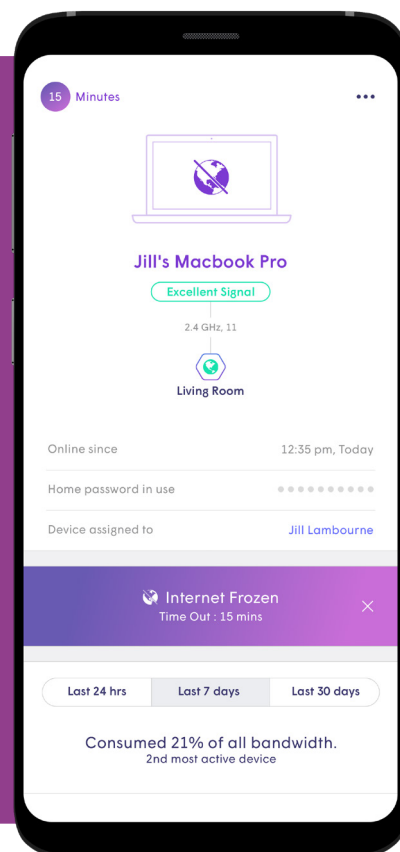 15 Minutes
Jill's Macbook Pro
Excellent Signal
2.4 GHz, 11
Living Room
Online since 12:35 pm, Today
Home password in use
Device assigned to Jill Lambourne
Internet Frozen
Time Out : 15 mins
Last 24 hrs Last 7 days Last 30 days
Consumed 21% of all bandwidth.
2nd most active device